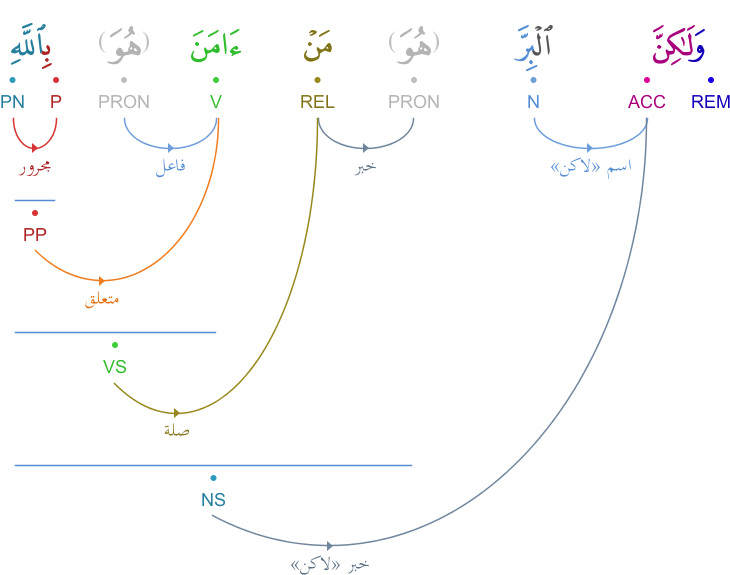 وَلَـٰكِنَّ ٱلْبِرَّ (هُوَ) مَنْ ءَامَنَ (هُوَ) بِٱللَّهِ
REM ACC N PRON REL V PRON P PN
اسم «لاكن» خبر فاعل مجرور
PP
متعلق
VS
صلة
NS
خبر «لاكن»